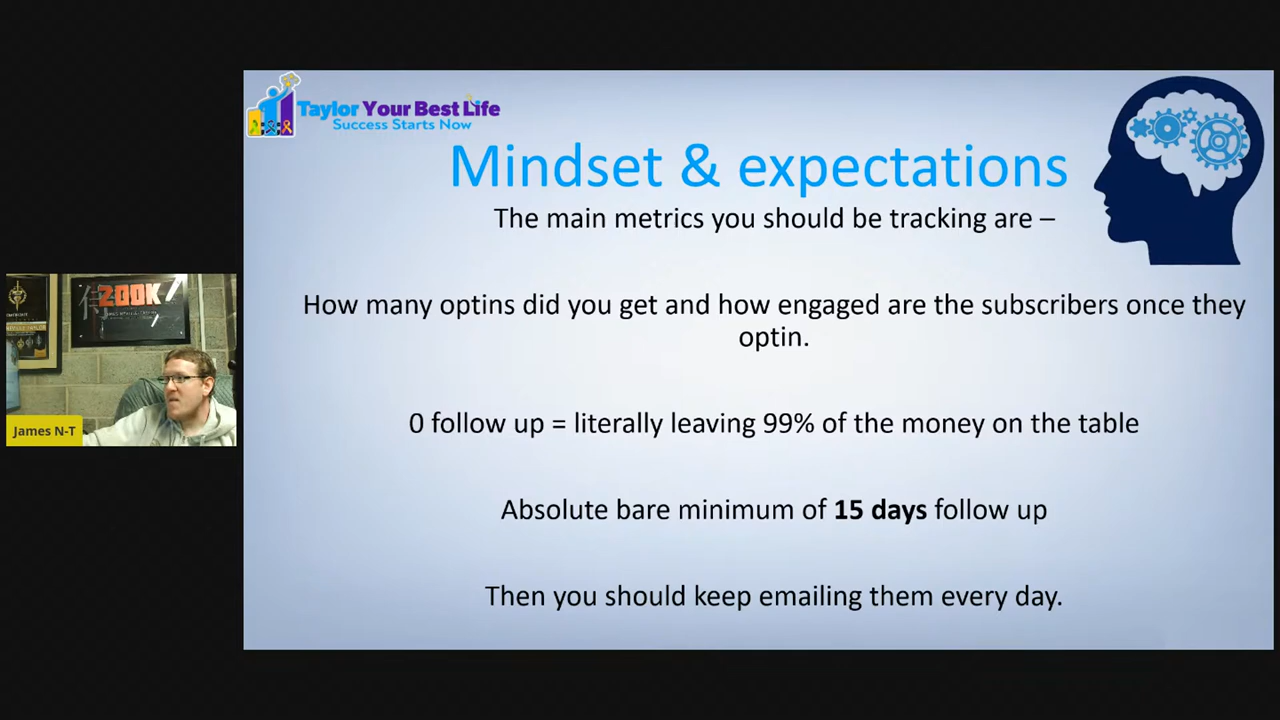 Taylor Your Best Life
Success Starts Now
Mindset & expectations
The main metrics you should be tracking are –
How many optins did you get and how engaged are the subscribers once they
optin.
0 follow up = literally leaving 99% of the money on the table
Absolute bare minimum of 15 days follow up
Then you should keep emailing them every day.
200K
James N-T